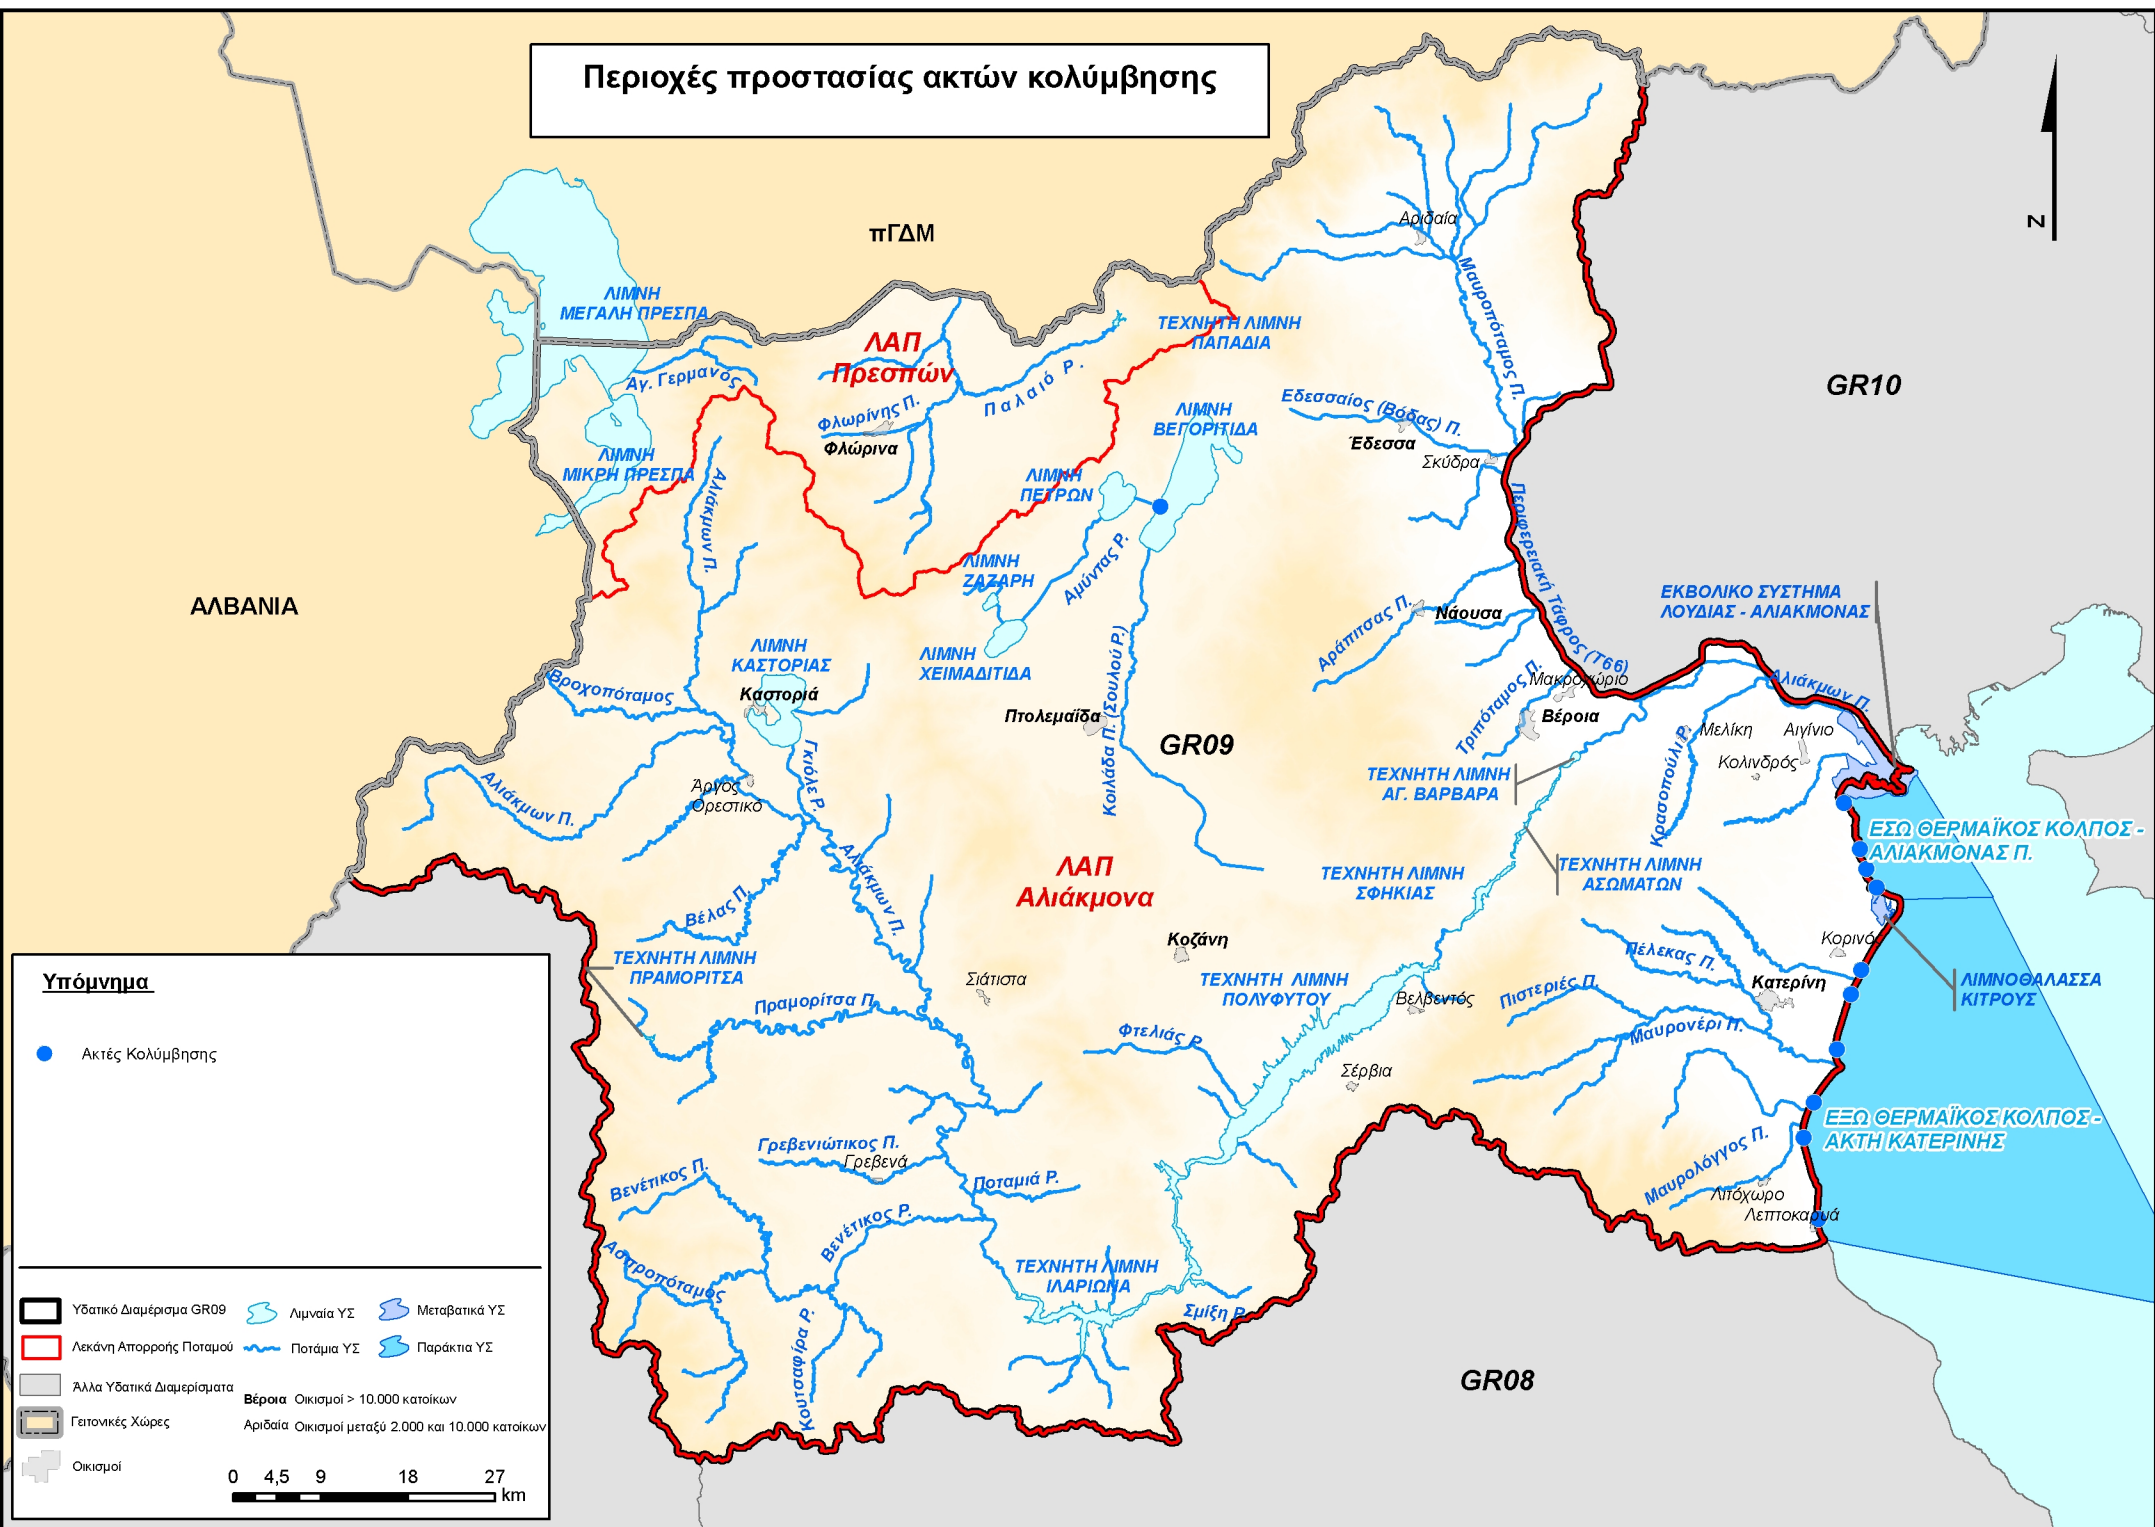 Περιοχές προστασίας ακτών κολύμβησης
Ζ
πΓΔΜ
ΑΛΒΑΝΙΑ
GR10
GR09
GR08
ΛΑΠ
Πρεσπών
ΛΑΠ
Αλιάκμονα
ΛΙΜΝΗ
ΜΕΓΑΛΗ ΠΡΕΣΠΑ
Αγ. Γερμανός
ΛΙΜΝΗ
ΜΙΚΡΗ ΠΡΕΣΠΑ
Φλωρίνης Π.
Φλώρινα
Παλαιό Ρ.
ΤΕΧΝΗΤΗ ΛΙΜΝΗ
ΠΑΠΑΔΙΑ
Αριδαία
Μαυροπόταμος Π.
ΛΙΜΝΗ
ΒΕΓΟΡΙΤΙΔΑ
Εδεσσαίος (Βόδας) Π.
Έδεσσα
Σκύδρα
ΛΙΜΝΗ
ΠΕΤΡΩΝ
Αλιάκμων Π.
ΛΙΜΝΗ
ΖΑΖΑΡΗ
Αμύντας Ρ.
Περιφερειακή Τάφρος (Τ66)
ΕΚΒΟΛΙΚΟ ΣΥΣΤΗΜΑ
ΛΟΥΔΙΑΣ - ΑΛΙΑΚΜΟΝΑΣ
Αράπιτσας Π.
Νάουσα
ΛΙΜΝΗ
ΚΑΣΤΟΡΙΑΣ
Καστοριά
ΛΙΜΝΗ
ΧΕΙΜΑΔΙΤΙΔΑ
Βροχοπόταμος
Πτολεμαΐδα
Κοιλάδα Π. (Σουλού Ρ.)
Τριπόταμος Π.
Μακροχώριο
Βέροια
Αλιάκμων Π.
Μελίκη
Αιγίνιο
Κολινδρός
Κρασοπούλι Ρ.
Γκιόλε Ρ.
Άργος
Ορεστικό
Αλιάκμων Π.
ΤΕΧΝΗΤΗ ΛΙΜΝΗ
ΑΓ. ΒΑΡΒΑΡΑ
ΕΣΩ ΘΕΡΜΑΪΚΟΣ ΚΟΛΠΟΣ -
ΑΛΙΑΚΜΟΝΑΣ Π.
Αλιάκμων Π.
ΤΕΧΝΗΤΗ ΛΙΜΝΗ
ΣΦΗΚΙΑΣ
ΤΕΧΝΗΤΗ ΛΙΜΝΗ
ΑΣΩΜΑΤΩΝ
Βέλας Π.
Κοζάνη
Κορινό
ΤΕΧΝΗΤΗ ΛΙΜΝΗ
ΠΡΑΜΟΡΙΤΣΑ
Σιάτιστα
Πραμορίτσα Π.
ΤΕΧΝΗΤΗ ΛΙΜΝΗ
ΠΟΛΥΦΥΤΟΥ
Βελβεντός
Πέλεκας Π.
Πιστεριές Π.
Κατερίνη
ΛΙΜΝΟΘΑΛΑΣΣΑ
ΚΙΤΡΟΥΣ
Μαυρονέρι Π.
Φτελιάς Ρ.
Σέρβια
ΕΞΩ ΘΕΡΜΑΪΚΟΣ ΚΟΛΠΟΣ -
ΑΚΤΗ ΚΑΤΕΡΙΝΗΣ
Γρεβενιώτικος Π.
Γρεβενά
Βενέτικος Π.
Ποταμιά Ρ.
Μαυρολόγγος Π.
Λιτόχωρο
Λεπτοκαρυά
Βενέτικος Ρ.
Ασπροπόταμος
ΤΕΧΝΗΤΗ ΛΙΜΝΗ
ΙΛΑΡΙΩΝΑ
Σμίξη Ρ.
Κουτσαφίρα Ρ.
Υπόμνημα
Ακτές Κολύμβησης
Υδατικό Διαμέρισμα GR09
Λιμναία ΥΣ
Μεταβατικά ΥΣ
Λεκάνη Απορροής Ποταμού
Ποτάμια ΥΣ
Παράκτια ΥΣ
Άλλα Υδατικά Διαμερίσματα
Βέροια Οικισμοί > 10.000 κατοίκων
Γειτονικές Χώρες
Αριδαία Οικισμοί μεταξύ 2.000 και 10.000 κατοίκων
Οικισμοί
0 4,5 9 18 27
km